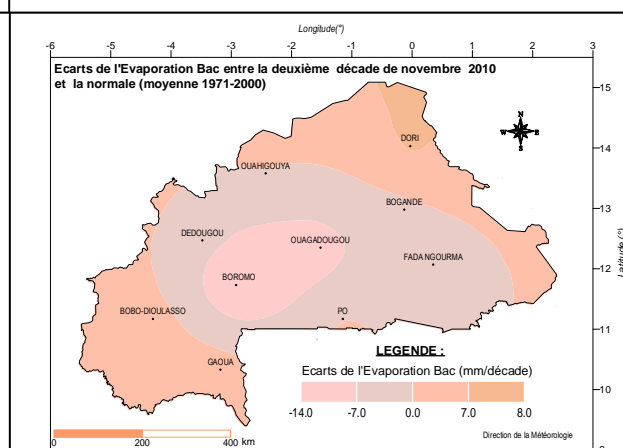 Longitude(°)
-6 -5 -4 -3 -2 -1 0 1 2 3
Ecarts de l'Evaporation Bac entre la deuxième décade de novembre 2010
et la normale (moyenne 1971-2000)
15
N
W E
S
DORI
14
OUAHIGOUYA
BOGANDE
13
DEDOUGOU
OUAGADOUGOU
FADA NGOURMA
Latitude (°)
12
BOROMO
BOBO-DIOULASSO
PO
11
LEGENDE :
GAOUA
Ecarts de l'Evaporation Bac (mm/décade)
10
-14.0 -7.0 0.0 7.0 8.0
Direction de la Météorologie
0 200 400 km